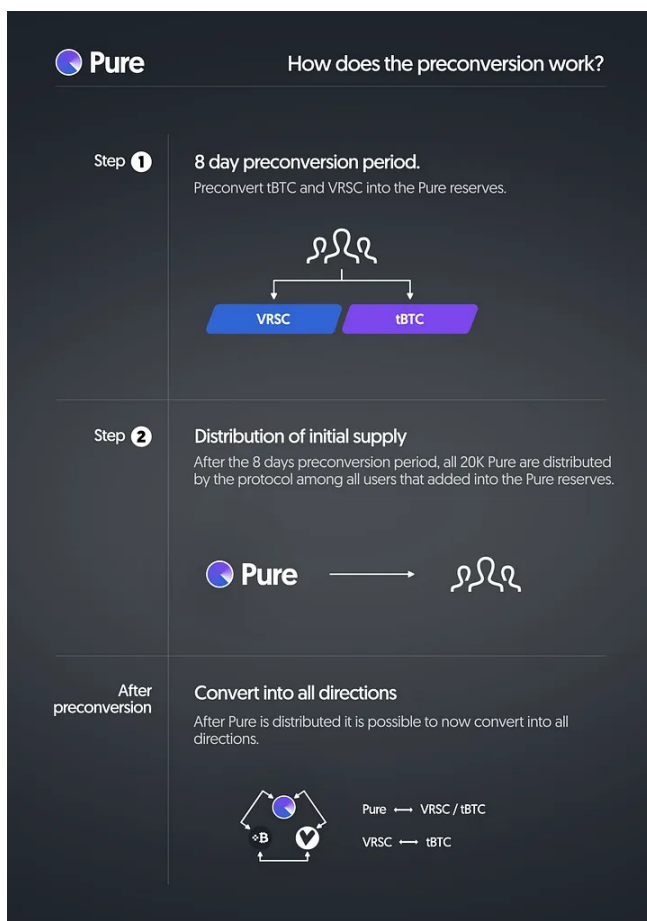 Pure
How does the preconversion work?
Step 1
8 day preconversion period.
Preconvert tBTC and VRSC into the Pure reserves.
VRSC
tBTC
Step 2
Distribution of initial supply
After the 8 days preconversion period, all 20K Pure are distributed
by the protocol among all users that added into the Pure reserves.
Pure
After
preconversion
Convert into all directions
After Pure is distributed it is possible to now convert into all
directions.
Pure ⟷ VRSC / tBTC
B
VRSC ⟷ tBTC